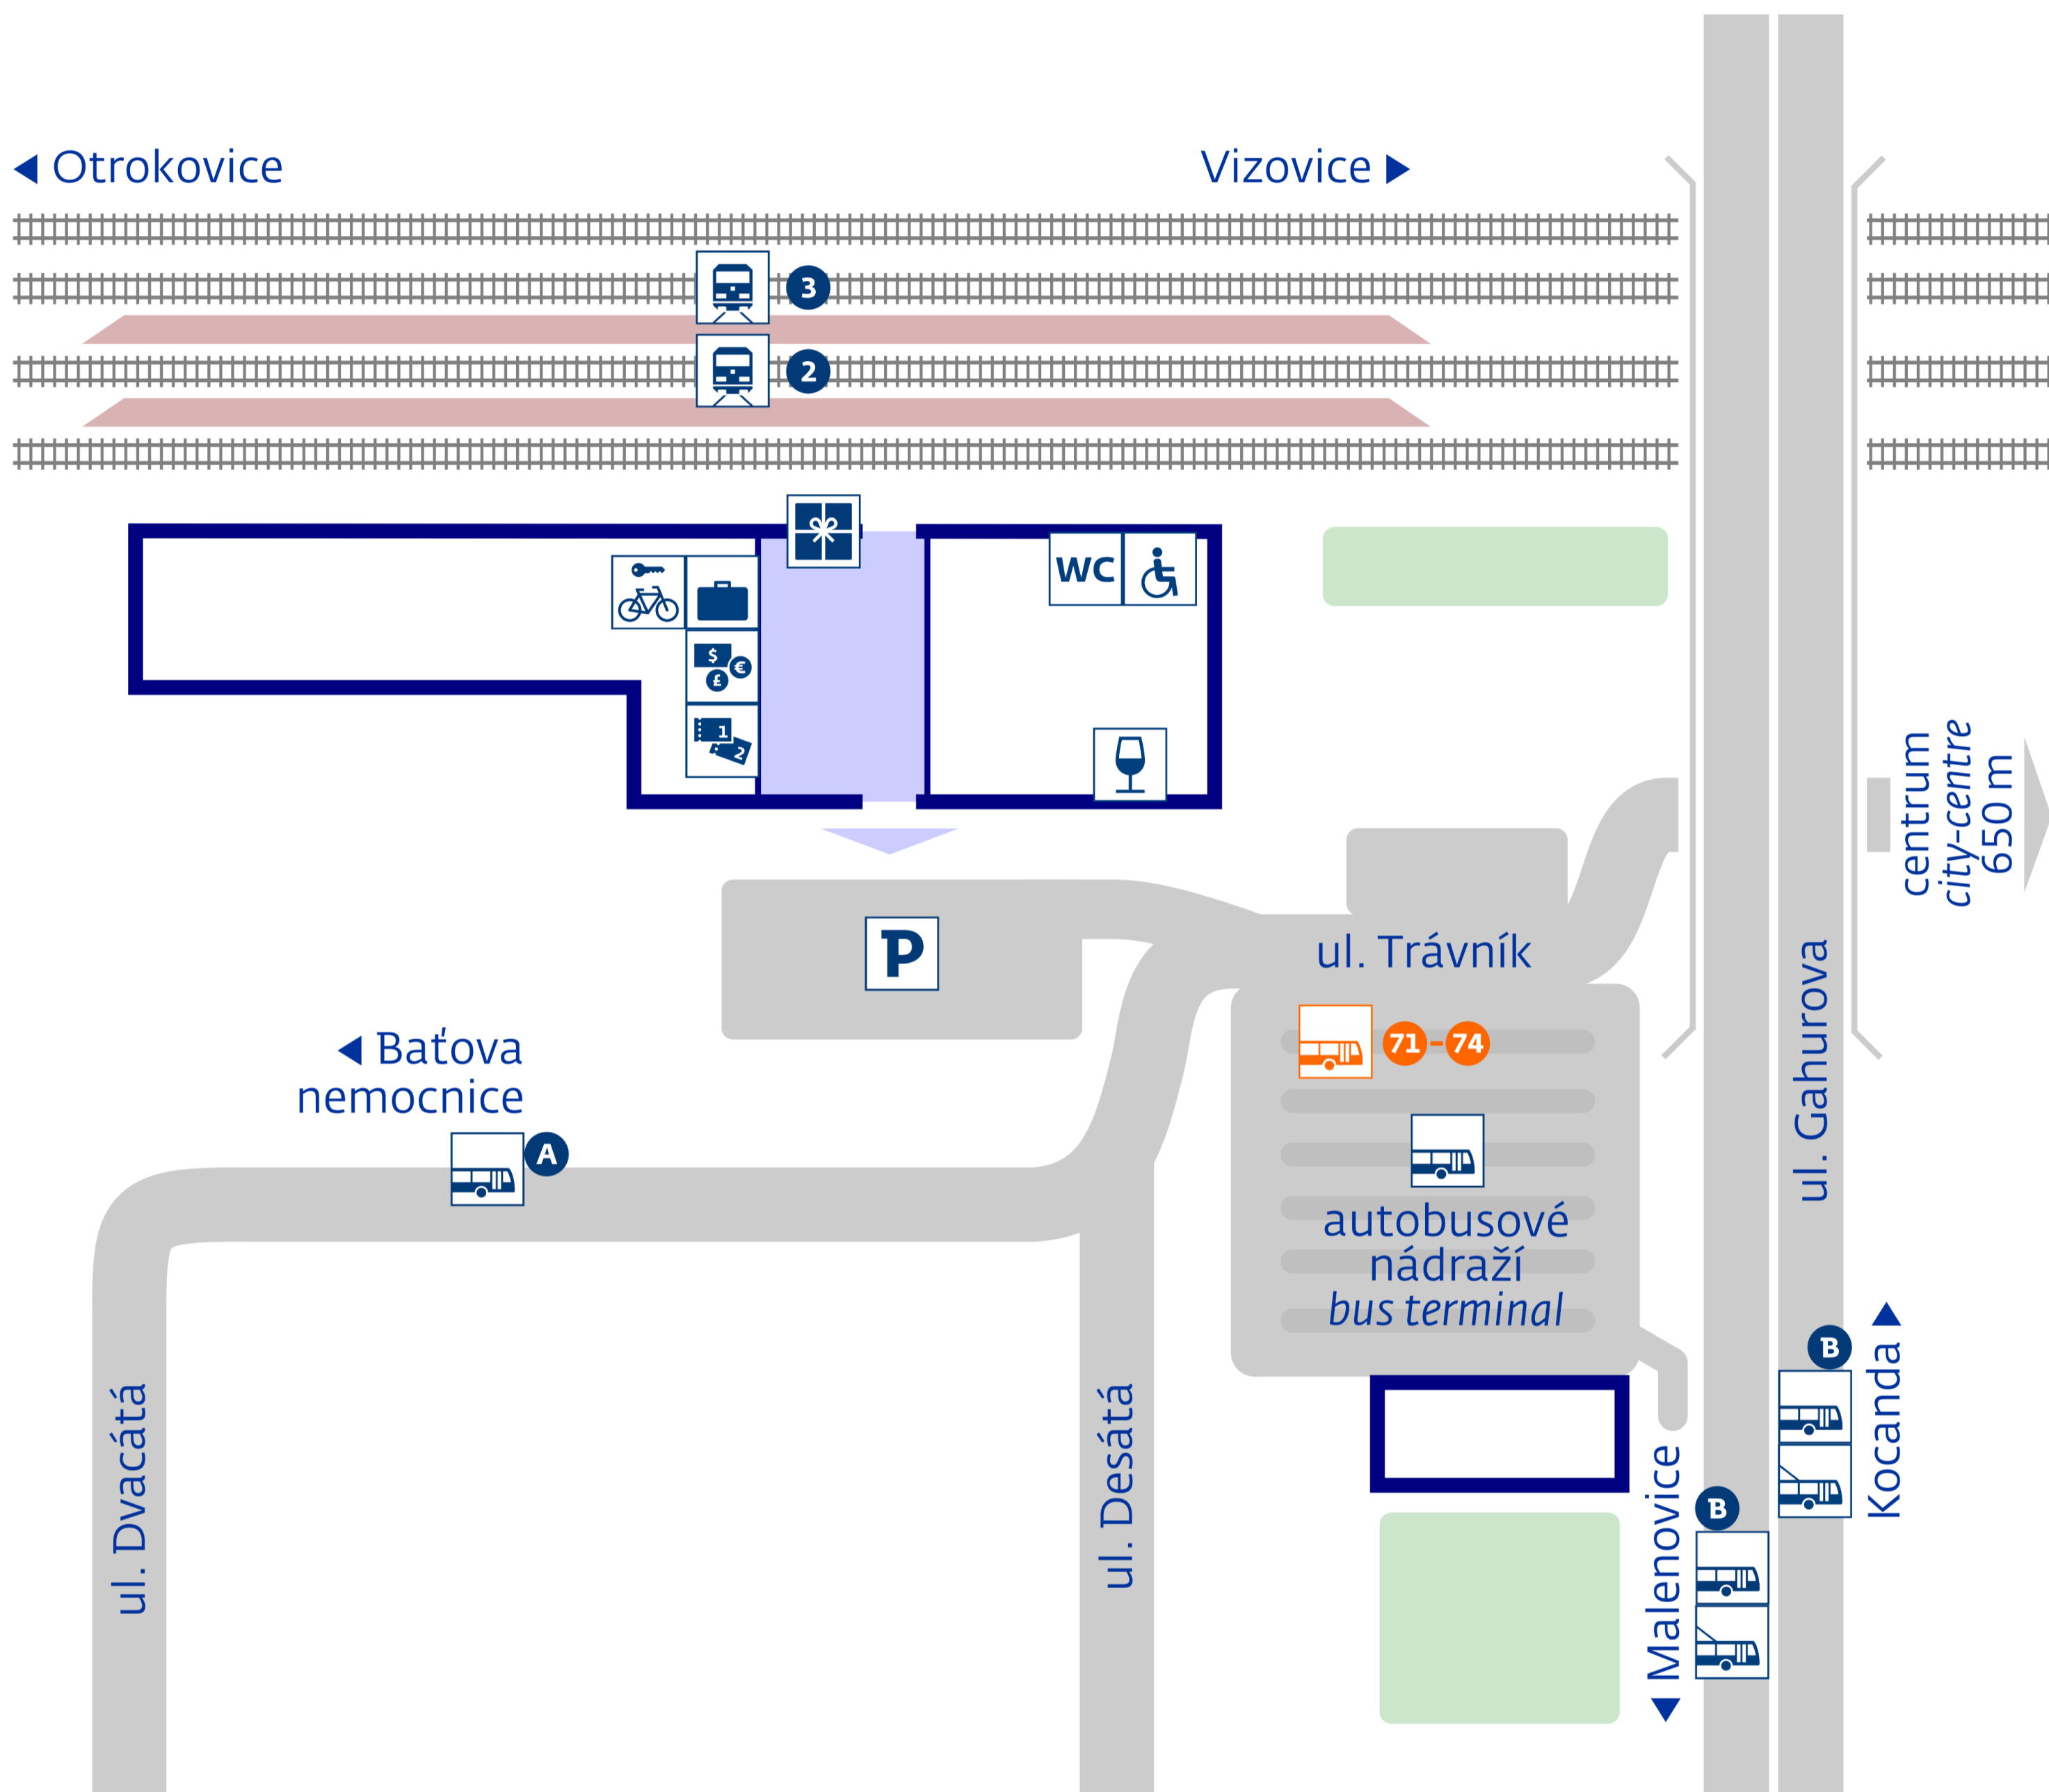 Otrokovice
Vizovice
3
2
WC
$
€
£
1
2
centrum
city-centre
650 m
P
ul. Trávník
71-74
ul. Gahurova
Baťova
nemocnice
A
autobusové
nádraží
bus terminal
B
Kocanda
B
Malenovice
ul. Dvacátá
ul. Desátá